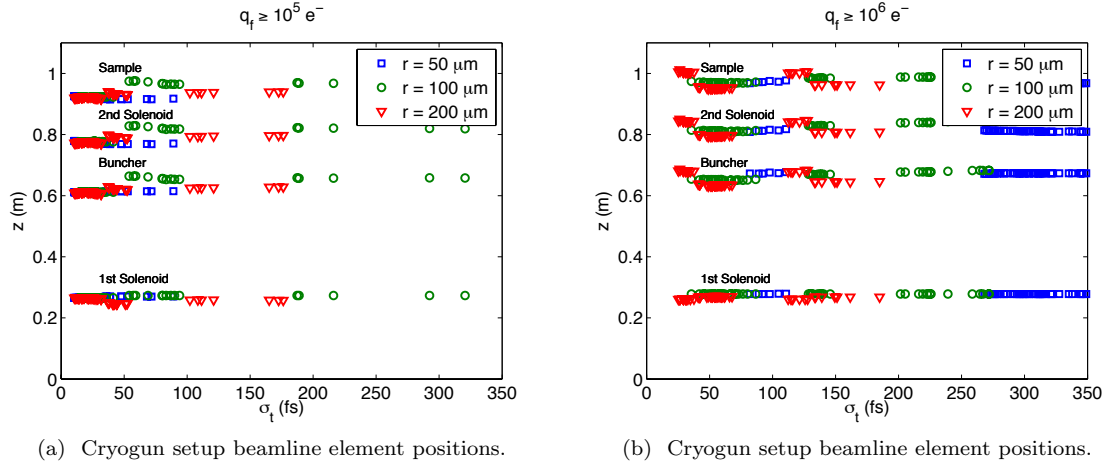 q_f ≥ 10^5 e^-
Sample
2nd Solenoid
Buncher
1st Solenoid
r = 50 μm
r = 100 μm
r = 200 μm
1
0.8
0.6
0.4
0.2
0
z (m)
0 50 100 150 200 250 300 350
σ_t (fs)
(a) Cryogun setup beamline element positions.
q_f ≥ 10^6 e^-
Sample
2nd Solenoid
Buncher
1st Solenoid
r = 50 μm
r = 100 μm
r = 200 μm
1
0.8
0.6
0.4
0.2
0
z (m)
0 50 100 150 200 250 300 350
σ_t (fs)
(b) Cryogun setup beamline element positions.